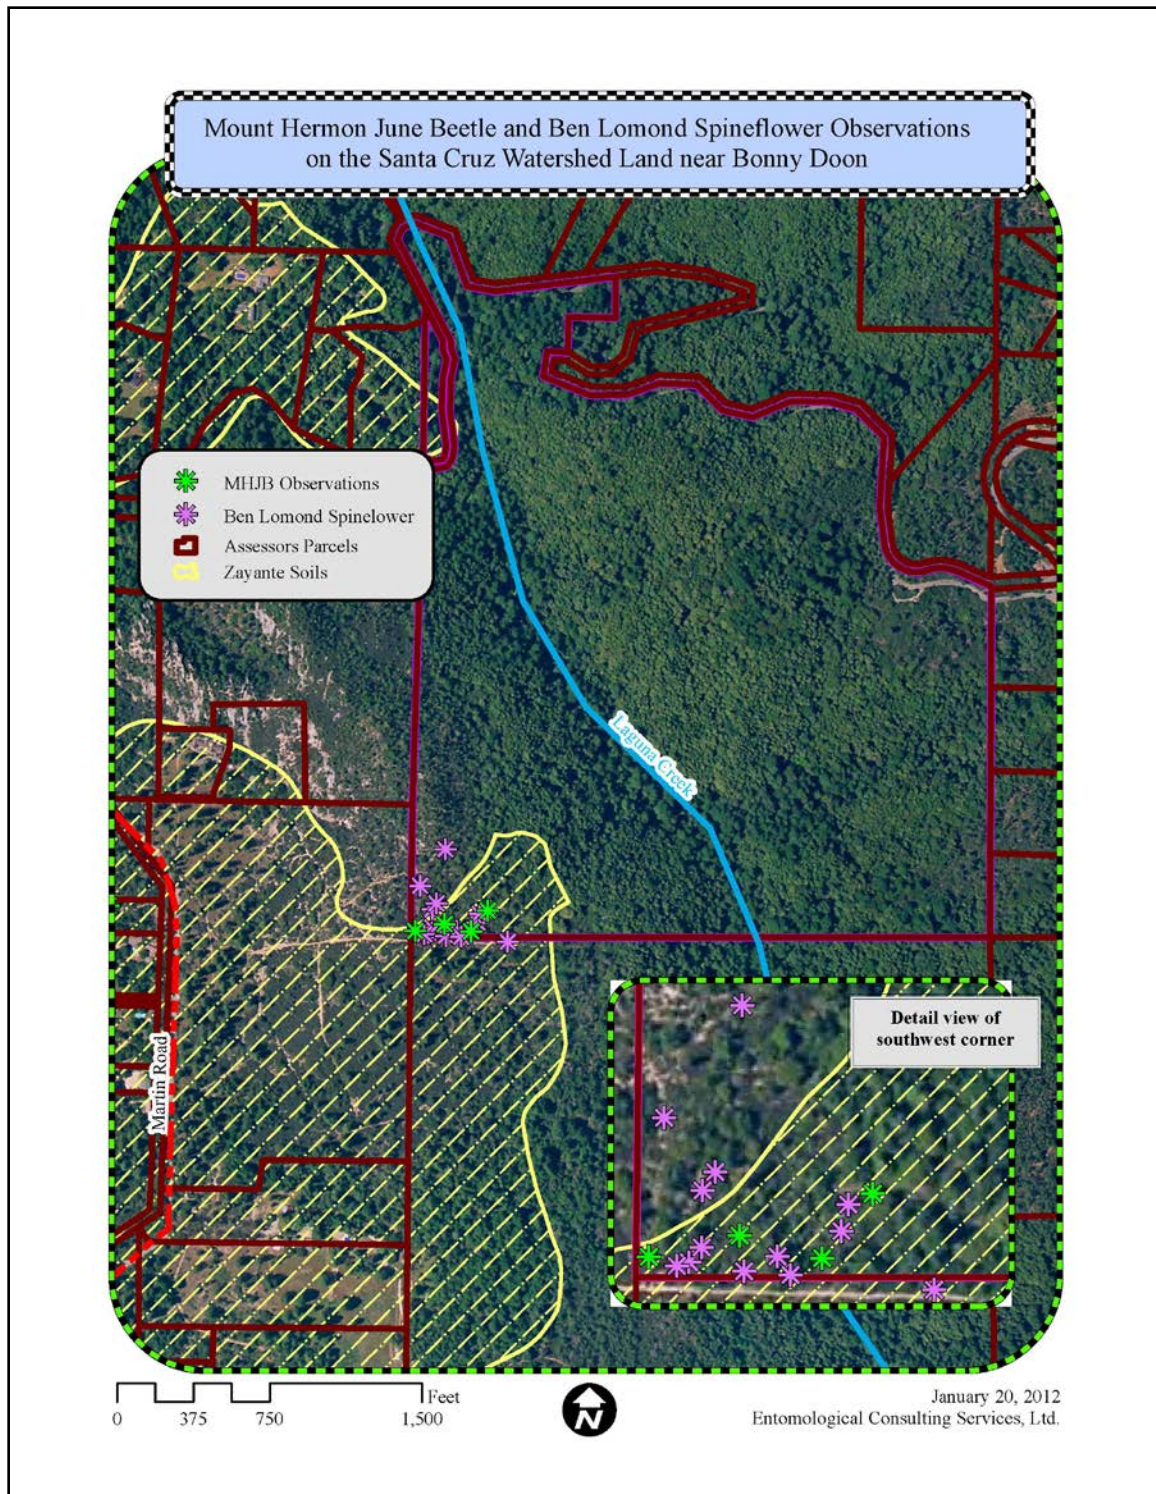 Mount Hermon June Beetle and Ben Lomond Spineflower Observations
on the Santa Cruz Watershed Land near Bonny Doon
MHJB Observations
Ben Lomond Spinelower
Assessors Parcels
Zayante Soils
Laguna Creek
Martin Road
Detail view of
southwest corner
Feet
0 375 750 1,500
N
January 20, 2012
Entomological Consulting Services, Ltd.